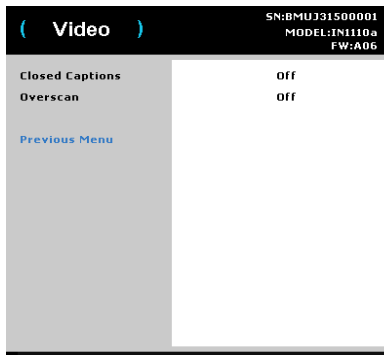 ( Video )
SN:BMUJ31500001
MODEL:IN1110a
FW:A06
Closed Captions Off
Overscan Off
Previous Menu